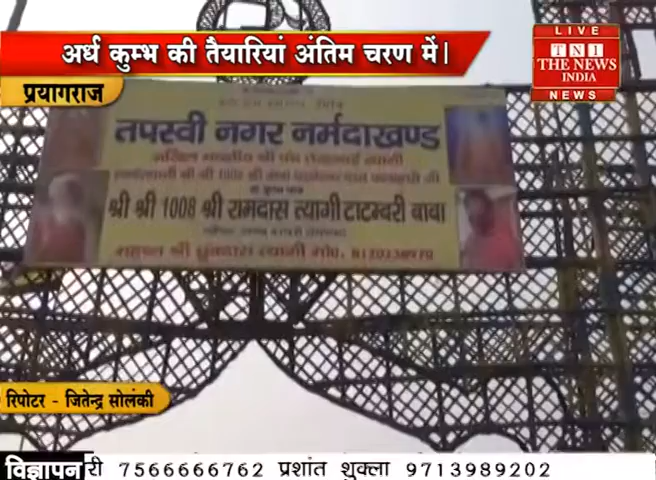 अर्ध कुम्भ की तैयारियां अंतिम चरण में।
LIVE
TNI
THE NEWS
INDIA
NEWS
प्रयागराज
तपस्वी नगर नर्मदाखण्ड
श्री श्री 1008 श्री रामदास त्यागी टाटम्बरी बाबा
रिपोटर - जितेन्द्र सोलंकी
विज्ञापन री 7566666762 प्रशांत शुक्ला 9713989202